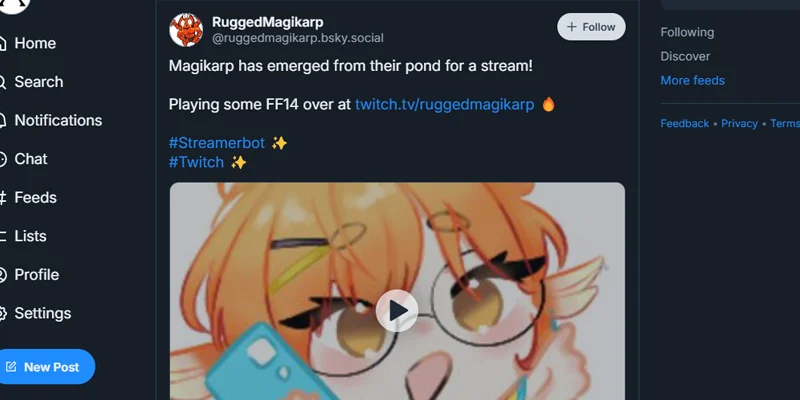 Home
Search
Notifications
Chat
Feeds
Lists
Profile
Settings
New Post
RuggedMagikarp
@ruggedmagikarp.bsky.social
+ Follow
Magikarp has emerged from their pond for a stream!
Playing some FF14 over at twitch.tv/ruggedmagikarp 🔥
#Streamerbot ✨
#Twitch ✨
Following
Discover
More feeds
Feedback • Privacy • Terms